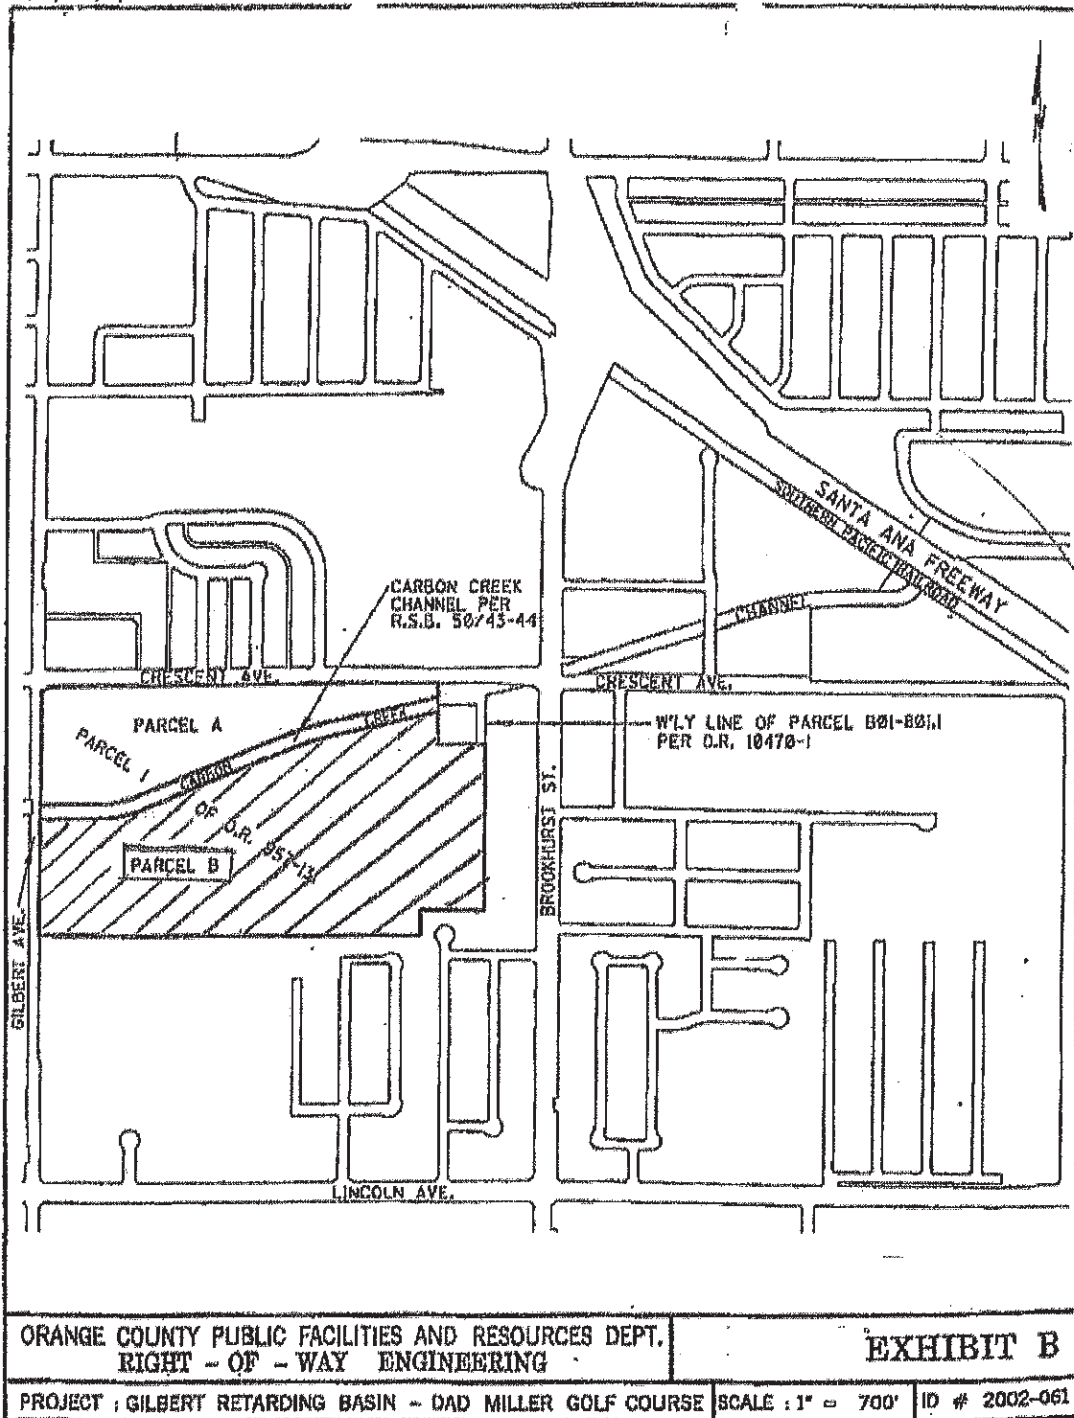 SANTA ANA FREEWAY
SOUTHERN PACIFIC RAILROAD
CARBON CREEK
CHANNEL PER
R.S.B. 50/43-44
CHANNEL
CRESCENT AVE.
CRESCENT AVE.
PARCEL A
PARCEL 1
CARBON
CREEK
W'LY LINE OF PARCEL B01-B01.1
PER O.R. 10470-1
OF O.R. 957-13
PARCEL B
BROOKHURST ST.
GILBERT AVE.
LINCOLN AVE.
ORANGE COUNTY PUBLIC FACILITIES AND RESOURCES DEPT.
RIGHT - OF - WAY ENGINEERING
EXHIBIT B
PROJECT : GILBERT RETARDING BASIN - DAD MILLER GOLF COURSE
SCALE : 1" = 700'
ID # 2002-061